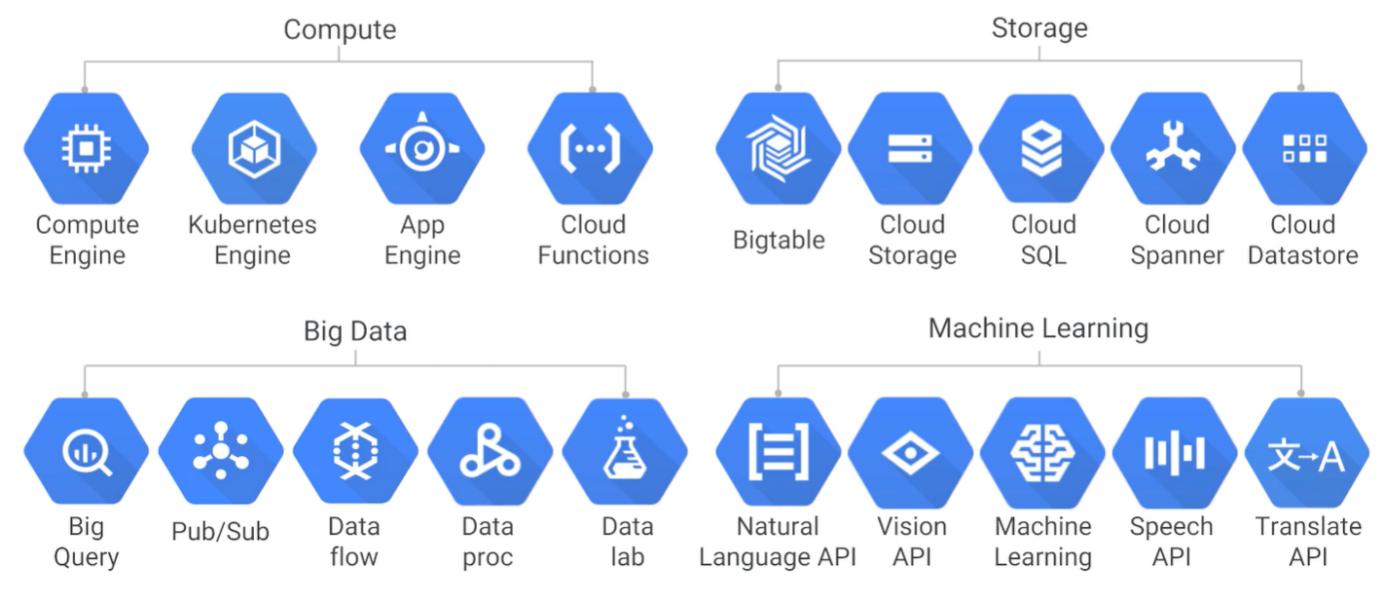 Compute
Compute
Engine
Kubernetes
Engine
App
Engine
Cloud
Functions
Storage
Bigtable
Cloud
Storage
Cloud
SQL
Cloud
Spanner
Cloud
Datastore
Big Data
Big
Query
Pub/Sub
Data
flow
Data
proc
Data
lab
Machine Learning
Natural
Language API
Vision
API
Machine
Learning
Speech
API
文→A
Translate
API